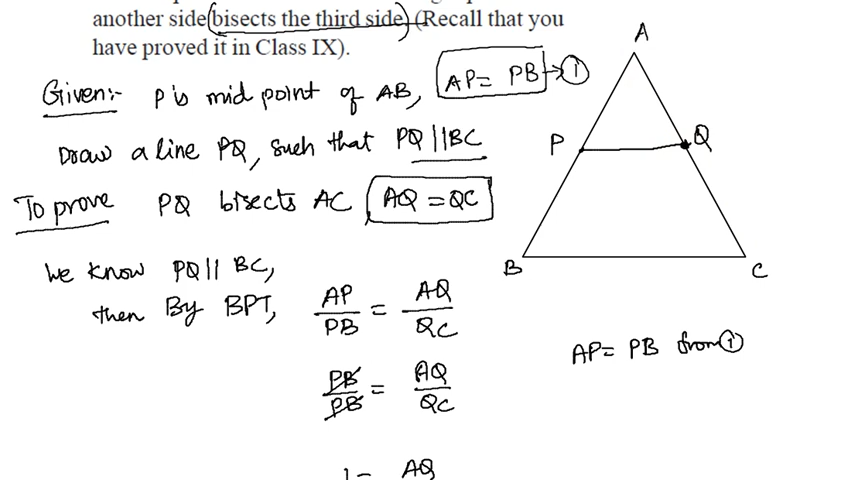 another side bisects the third side. (Recall that you
have proved it in Class IX).
Given:- P is mid point of AB, AP = PB → ①
Draw a line PQ, such that PQ || BC
To prove PQ bisects AC, AQ = QC
We know PQ || BC,
then By BPT, AP/PB = AQ/QC
PB/PB = AQ/QC
1 = AQ
A
P
Q
B
C
AP = PB from ①